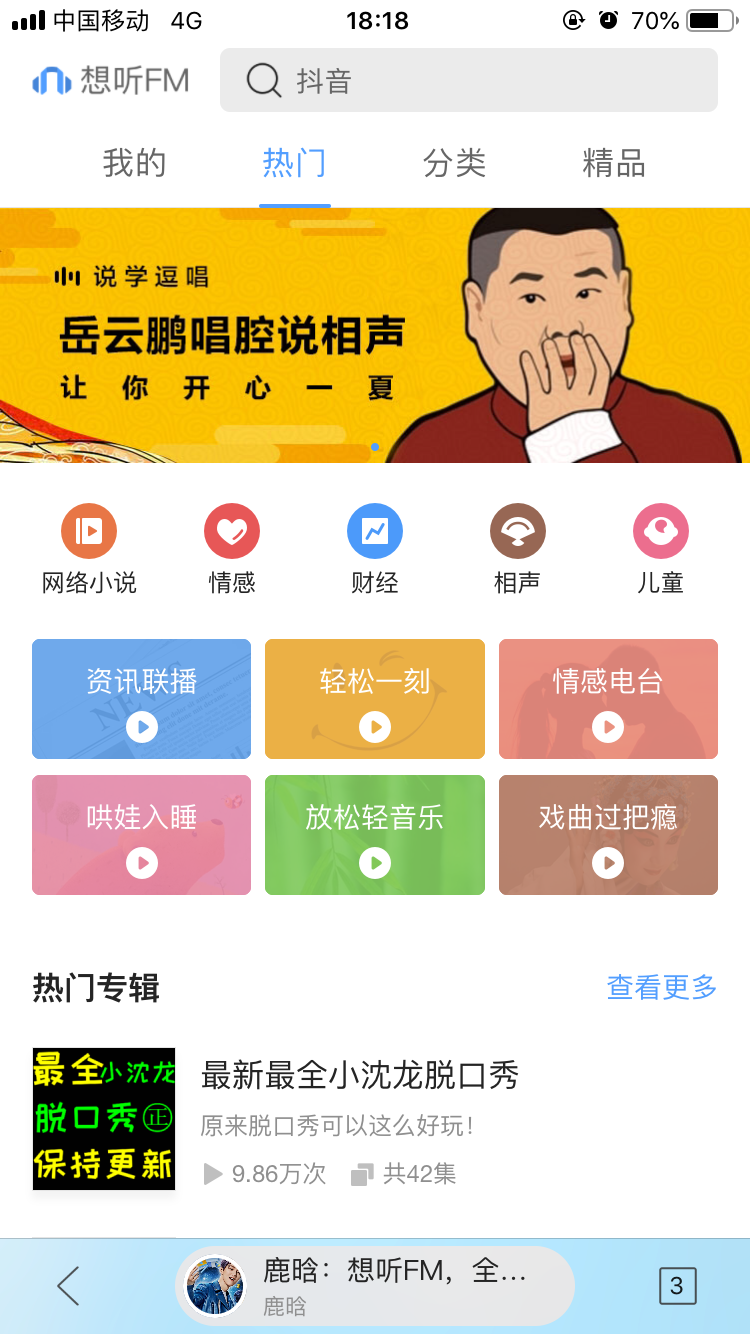 中国移动 4G 18:18 70%
想听FM 抖音
我的 热门 分类 精品
说学逗唱
岳云鹏唱腔说相声
让你开心一夏
网络小说 情感 财经 相声 儿童
资讯联播 轻松一刻 情感电台
NEWS
哄娃入睡 放松轻音乐 戏曲过把瘾
热门专辑 查看更多
最全小沈龙
脱口秀正
保持更新
最新最全小沈龙脱口秀
原来脱口秀可以这么好玩!
9.86万次 共42集
鹿晗：想听FM，全...
鹿晗
3